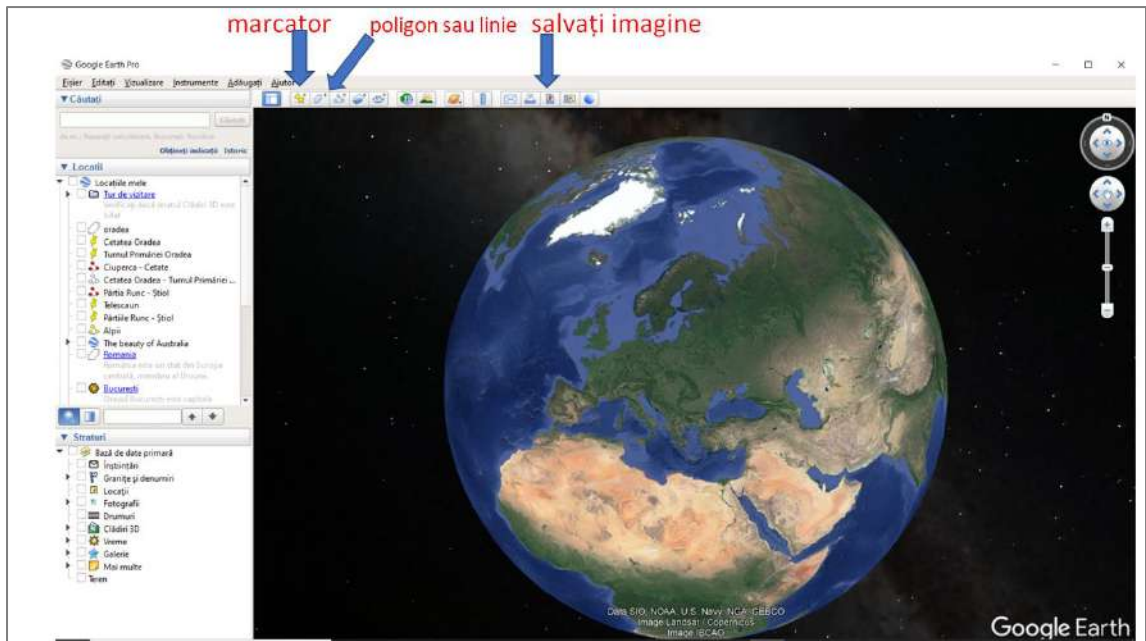 marcator poligon sau linie salvați imagine
Google Earth Pro
Fișier Editați Vizualizare Instrumente Adăugați Ajutor
Căutați
Obțineți indicații Istoric
Locații
Locațiile mele
Tur de vizitare
oradea
Cetatea Oradea
Turnul Primăriei Oradea
Ciuperca - Cetate
Cetatea Oradea - Turnul Primăriei ...
Pârtia Runc - Știol
Telescaun
Pârtiile Runc - Știol
Alpii
The beauty of Australia
Romania
București
Straturi
Bază de date primară
Înștiințări
Granițe și denumiri
Locații
Fotografii
Drumuri
Clădiri 3D
Vreme
Galerie
Mai multe
Teren
N
Data SIO, NOAA, U.S. Navy, NGA, GEBCO
Image Landsat / Copernicus
Image IBCAO
Google Earth